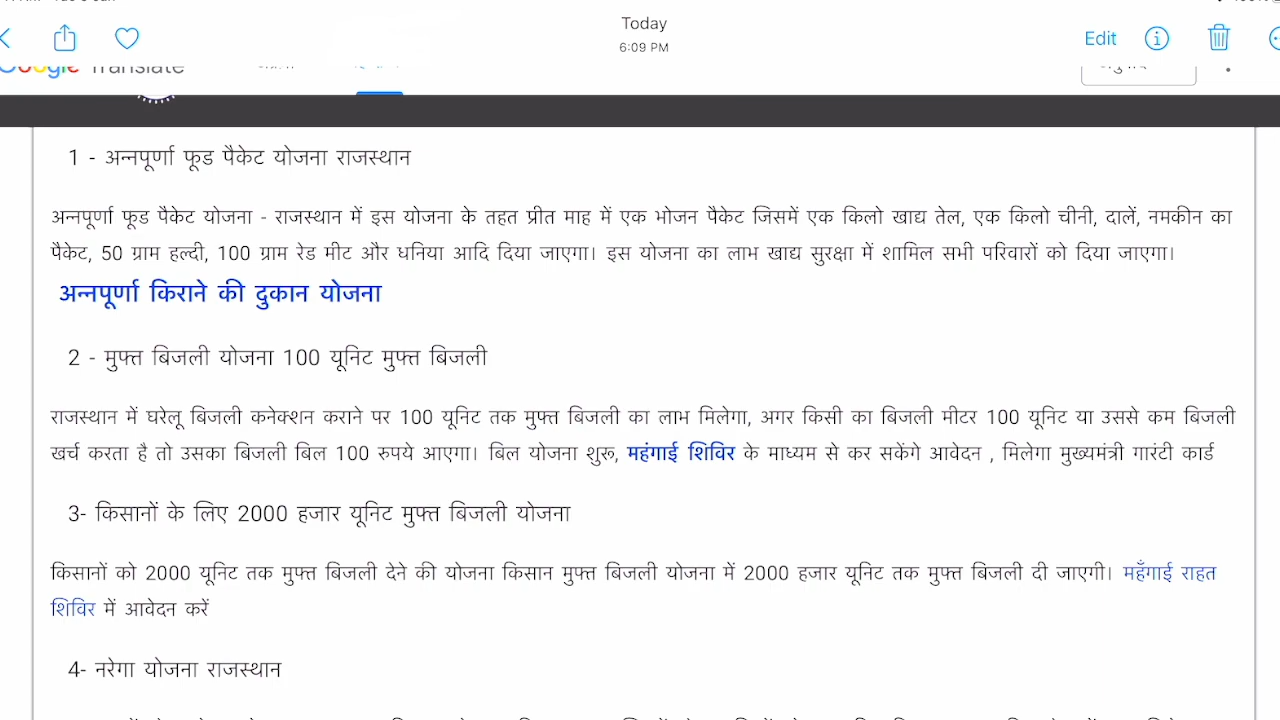 Today
6:09 PM
Edit
Google Translate
1 - अन्नपूर्णा फूड पैकेट योजना राजस्थान
अन्नपूर्णा फूड पैकेट योजना - राजस्थान में इस योजना के तहत प्रीत माह में एक भोजन पैकेट जिसमें एक किलो खाद्य तेल, एक किलो चीनी, दालें, नमकीन का
पैकेट, 50 ग्राम हल्दी, 100 ग्राम रेड मीट और धनिया आदि दिया जाएगा। इस योजना का लाभ खाद्य सुरक्षा में शामिल सभी परिवारों को दिया जाएगा।
अन्नपूर्णा किराने की दुकान योजना
2 - मुफ्त बिजली योजना 100 यूनिट मुफ्त बिजली
राजस्थान में घरेलू बिजली कनेक्शन कराने पर 100 यूनिट तक मुफ्त बिजली का लाभ मिलेगा, अगर किसी का बिजली मीटर 100 यूनिट या उससे कम बिजली
खर्च करता है तो उसका बिजली बिल 100 रुपये आएगा। बिल योजना शुरू, महंगाई शिविर के माध्यम से कर सकेंगे आवेदन , मिलेगा मुख्यमंत्री गारंटी कार्ड
3- किसानों के लिए 2000 हजार यूनिट मुफ्त बिजली योजना
किसानों को 2000 यूनिट तक मुफ्त बिजली देने की योजना किसान मुफ्त बिजली योजना में 2000 हजार यूनिट तक मुफ्त बिजली दी जाएगी। महँगाई राहत
शिविर में आवेदन करें
4- नरेगा योजना राजस्थान